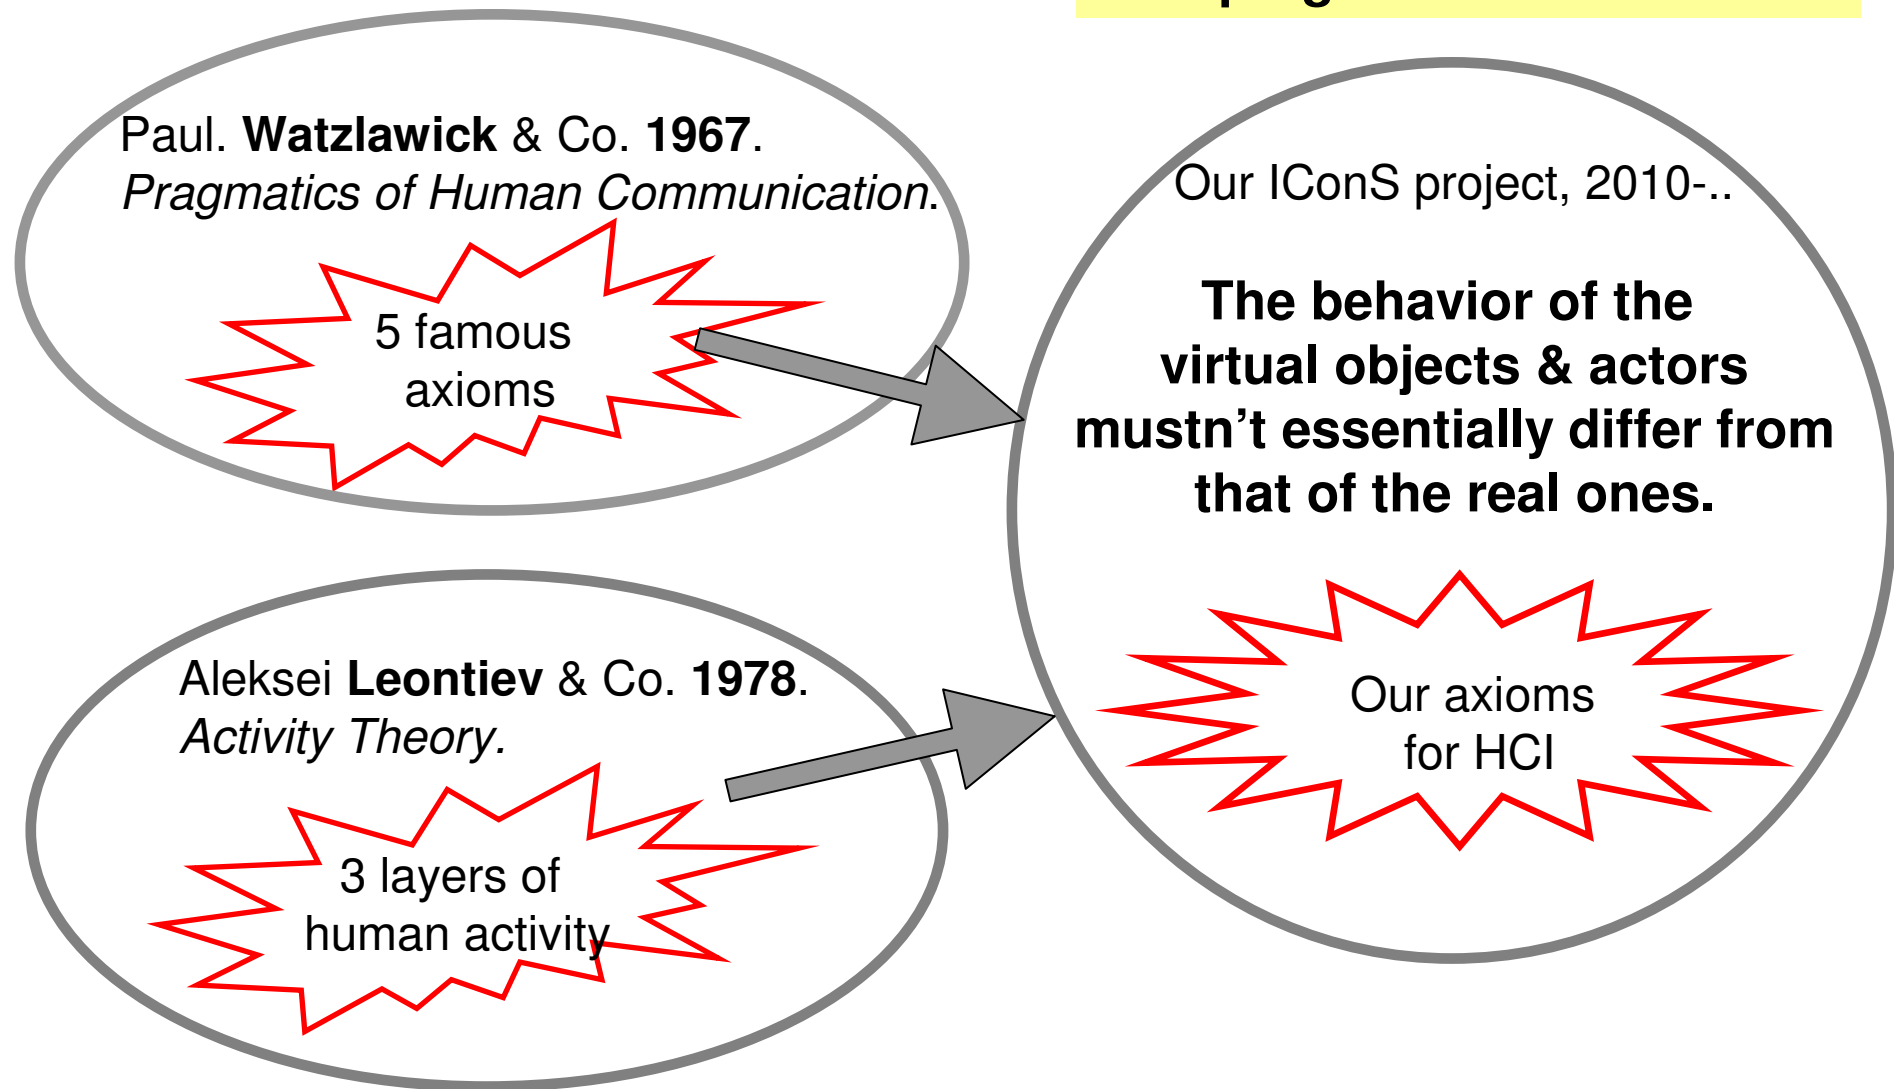 Paul. Watzlawick & Co. 1967.
Pragmatics of Human Communication.
5 famous
axioms
Aleksei Leontiev & Co. 1978.
Activity Theory.
3 layers of
human activity
Our IConS project, 2010-..
The behavior of the
virtual objects & actors
mustn't essentially differ from
that of the real ones.
Our axioms
for HCI